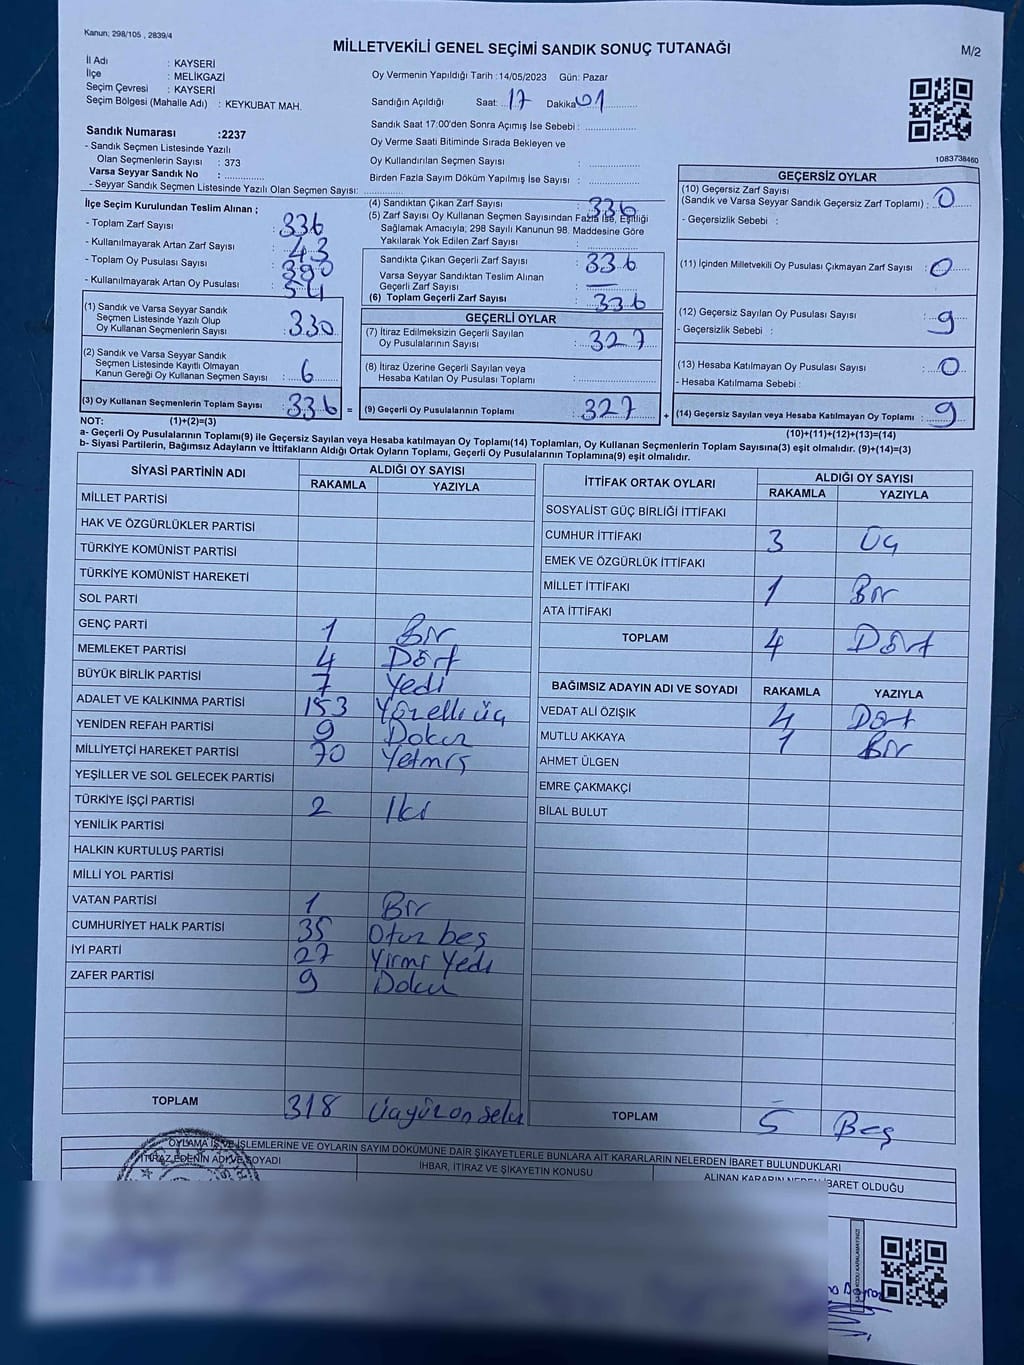 Kanun; 298/105 , 2839/4
MİLLETVEKİLİ GENEL SEÇİMİ SANDIK SONUÇ TUTANAĞI
M/2
İl Adı : KAYSERİ
İlçe : MELİKGAZİ
Seçim Çevresi : KAYSERİ
Seçim Bölgesi (Mahalle Adı) : KEYKUBAT MAH.
Oy Vermenin Yapıldığı Tarih :14/05/2023 Gün: Pazar
Sandığın Açıldığı Saat: 17 Dakika 01
Sandık Saat 17:00'den Sonra Açımış İse Sebebi :
Oy Verme Saati Bitiminde Sırada Bekleyen ve
Oy Kullandırılan Seçmen Sayısı :
Birden Fazla Sayım Döküm Yapılmış İse Sayısı :
1083738460
Sandık Numarası :2237
- Sandık Seçmen Listesinde Yazılı
Olan Seçmenlerin Sayısı : 373
Varsa Seyyar Sandık No :
- Seyyar Sandık Seçmen Listesinde Yazılı Olan Seçmen Sayısı:
İlçe Seçim Kurulundan Teslim Alınan ;
- Toplam Zarf Sayısı : 336
- Kullanılmayarak Artan Zarf Sayısı : 43
- Toplam Oy Pusulası Sayısı : 390
- Kullanılmayarak Artan Oy Pusulası : 54
(1) Sandık ve Varsa Seyyar Sandık
Seçmen Listesinde Yazılı Olup
Oy Kullanan Seçmenlerin Sayısı : 330
(2) Sandık ve Varsa Seyyar Sandık
Seçmen Listesinde Kayıtlı Olmayan
Kanun Gereği Oy Kullanan Seçmen Sayısı : 6
(3) Oy Kullanan Seçmenlerin Toplam Sayısı : 336 =
(4) Sandıktan Çıkan Zarf Sayısı : 336
(5) Zarf Sayısı Oy Kullanan Seçmen Sayısından Fazla ise, Eşitliği
Sağlamak Amacıyla; 298 Sayılı Kanunun 98. Maddesine Göre
Yakılarak Yok Edilen Zarf Sayısı :
Sandıkta Çıkan Geçerli Zarf Sayısı : 336
Varsa Seyyar Sandıktan Teslim Alınan
Geçerli Zarf Sayısı : —
(6) Toplam Geçerli Zarf Sayısı : 336
GEÇERLİ OYLAR
(7) İtiraz Edilmeksizin Geçerli Sayılan
Oy Pusulalarının Sayısı : 327
(8) İtiraz Üzerine Geçerli Sayılan veya
Hesaba Katılan Oy Pusulası Toplamı :
(9) Geçerli Oy Pusulalarının Toplamı : 327 +
GEÇERSİZ OYLAR
(10) Geçersiz Zarf Sayısı
(Sandık ve Varsa Seyyar Sandık Geçersiz Zarf Toplamı) : 0
- Geçersizlik Sebebi :
(11) İçinden Milletvekili Oy Pusulası Çıkmayan Zarf Sayısı : 0
(12) Geçersiz Sayılan Oy Pusulası Sayısı : 9
- Geçersizlik Sebebi :
(13) Hesaba Katılmayan Oy Pusulası Sayısı : 0
- Hesaba Katılmama Sebebi :
(14) Geçersiz Sayılan veya Hesaba Katılmayan Oy Toplamı : 9
NOT: (1)+(2)=(3)
(10)+(11)+(12)+(13)=(14)
a- Geçerli Oy Pusulalarının Toplamı(9) ile Geçersiz Sayılan veya Hesaba katılmayan Oy Toplamı(14) Toplamları, Oy Kullanan Seçmenlerin Toplam Sayısına(3) eşit olmalıdır. (9)+(14)=(3)
b- Siyasi Partilerin, Bağımsız Adayların ve İttifakların Aldığı Ortak Oyların Toplamı, Geçerli Oy Pusulalarının Toplamına(9) eşit olmalıdır.
SİYASİ PARTİNİN ADI
ALDIĞI OY SAYISI
RAKAMLA YAZIYLA
MİLLET PARTİSİ
HAK VE ÖZGÜRLÜKLER PARTİSİ
TÜRKİYE KOMÜNİST PARTİSİ
TÜRKİYE KOMÜNİST HAREKETİ
SOL PARTİ
GENÇ PARTİ 1 Bir
MEMLEKET PARTİSİ 4 Dört
BÜYÜK BİRLİK PARTİSİ 7 Yedi
ADALET VE KALKINMA PARTİSİ 153 Yüzelli üç
YENİDEN REFAH PARTİSİ 9 Dokuz
MİLLİYETÇİ HAREKET PARTİSİ 70 Yetmiş
YEŞİLLER VE SOL GELECEK PARTİSİ
TÜRKİYE İŞÇİ PARTİSİ 2 İki
YENİLİK PARTİSİ
HALKIN KURTULUŞ PARTİSİ
MİLLİ YOL PARTİSİ
VATAN PARTİSİ 1 Bir
CUMHURİYET HALK PARTİSİ 35 Otuz beş
İYİ PARTİ 27 Yirmi Yedi
ZAFER PARTİSİ 9 Dokuz
TOPLAM 318 Üçyüz on sekiz
İTTİFAK ORTAK OYLARI
ALDIĞI OY SAYISI
RAKAMLA YAZIYLA
SOSYALİST GÜÇ BİRLİĞİ İTTİFAKI
CUMHUR İTTİFAKI 3 Üç
EMEK VE ÖZGÜRLÜK İTTİFAKI
MİLLET İTTİFAKI 1 Bir
ATA İTTİFAKI
TOPLAM 4 Dört
BAĞIMSIZ ADAYIN ADI VE SOYADI RAKAMLA YAZIYLA
VEDAT ALİ ÖZIŞIK 4 Dört
MUTLU AKKAYA 1 Bir
AHMET ÜLGEN
EMRE ÇAKMAKÇİ
BİLAL BULUT
TOPLAM 5 Beş
OYLAMA İŞ VE İŞLEMLERİNE VE OYLARIN SAYIM DÖKÜMÜNE DAİR ŞİKAYETLERLE BUNLARA AİT KARARLARIN NELERDEN İBARET BULUNDUKLARI
İTİRAZ EDENİN ADI VE SOYADI
İHBAR, İTİRAZ VE ŞİKAYETİN KONUSU
ALINAN KARARIN NEDEN İBARET OLDUĞU